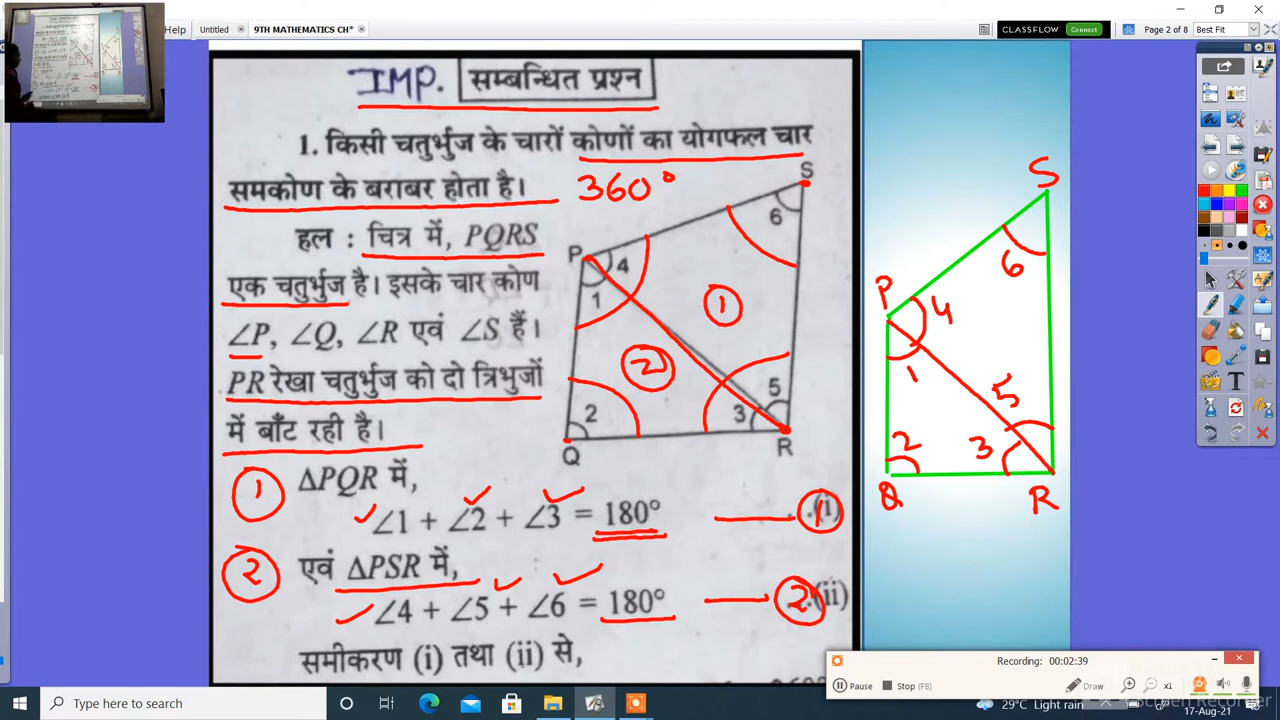 Help
Untitled
9TH MATHEMATICS CH*
CLASSFLOW
Connect
Page 2 of 8
Best Fit
IMP. सम्बन्धित प्रश्न
1. किसी चतुर्भुज के चारों कोणों का योगफल चार
समकोण के बराबर होता है। 360°
हल : चित्र में, PQRS
एक चतुर्भुज है। इसके चार कोण
∠P, ∠Q, ∠R एवं ∠S हैं।
PR रेखा चतुर्भुज को दो त्रिभुजों
में बाँट रही है।
1 ΔPQR में,
∠1 + ∠2 + ∠3 = 180° 1 ...(i)
2 एवं ΔPSR में,
∠4 + ∠5 + ∠6 = 180° 2 ...(ii)
समीकरण (i) तथा (ii) से,
S
6
P
4
1
1
2
5
2
3
Q
R
S
6
P
4
1
5
2
3
Q
R
Recording: 00:02:39
Pause
Stop (F8)
Draw
x1
Type here to search
29°C Light rain
17-Aug-21